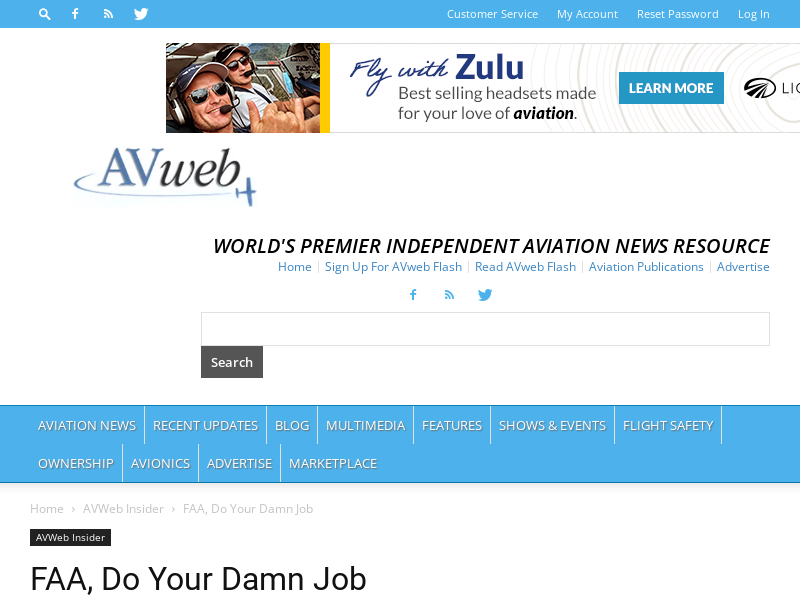 Customer Service My Account Reset Password Log In
Fly with Zulu
Best selling headsets made
for your love of aviation.
LEARN MORE
AVweb
WORLD'S PREMIER INDEPENDENT AVIATION NEWS RESOURCE
Home Sign Up For AVweb Flash Read AVweb Flash Aviation Publications Advertise
Search
AVIATION NEWS RECENT UPDATES BLOG MULTIMEDIA FEATURES SHOWS & EVENTS FLIGHT SAFETY
OWNERSHIP AVIONICS ADVERTISE MARKETPLACE
Home › AVWeb Insider › FAA, Do Your Damn Job
AVWeb Insider
FAA, Do Your Damn Job